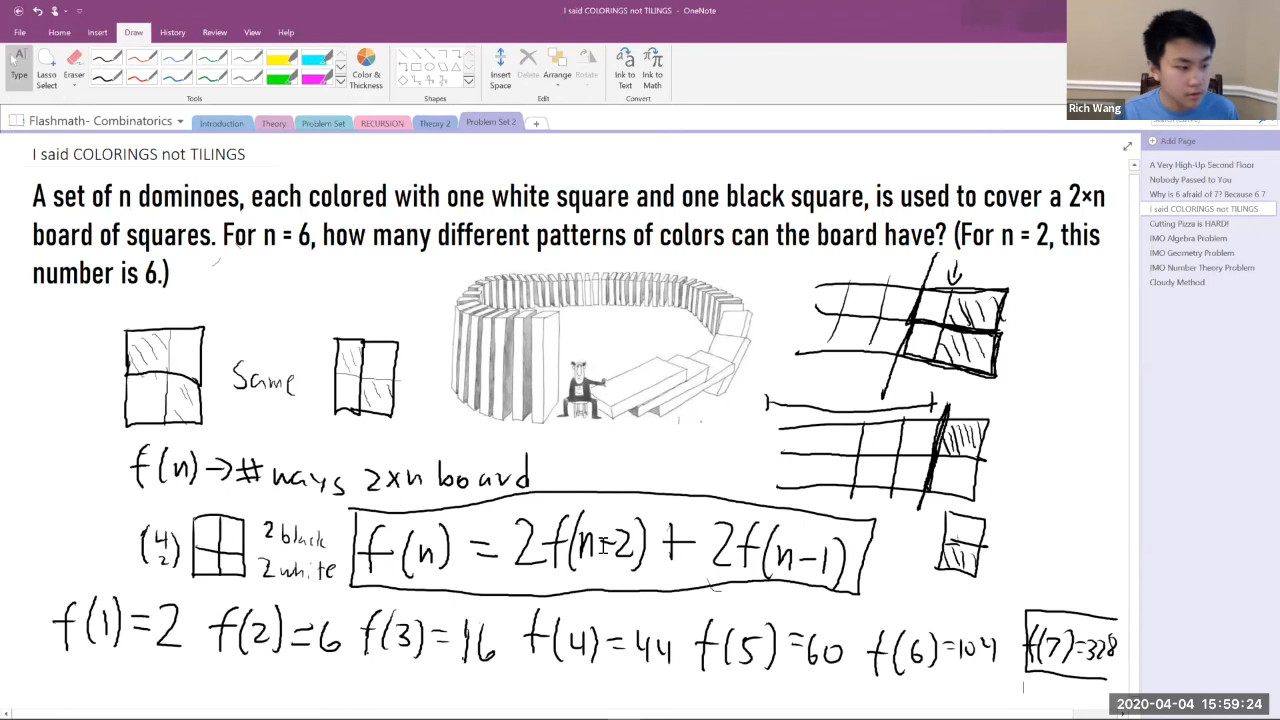 I said COLORINGS not TILINGS - OneNote
File Home Insert Draw History Review View Help
Type
Lasso Select
Eraser
Color & Thickness
Insert Space
Delete
Arrange
Rotate
Ink to Text
Ink to Math
Tools
Shapes
Edit
Convert
Rich Wang
Flashmath- Combinatorics
Introduction Theory Problem Set RECURSION Theory 2 Problem Set 2
Add Page
I said COLORINGS not TILINGS
A set of n dominoes, each colored with one white square and one black square, is used to cover a 2×n
board of squares. For n = 6, how many different patterns of colors can the board have? (For n = 2, this
number is 6.)
Same
f(n) → # ways 2xn board
(4 2) 2 black
2 white
f(n) = 2f(n-2) + 2f(n-1)
f(1)=2 f(2)=6 f(3)=16 f(4)=44 f(5)=60 f(6)=104 f(7)=328
A Very High-Up Second Floor
Nobody Passed to You
Why is 6 afraid of 7? Because 6 ?
I said COLORINGS not TILINGS
Cutting Pizza is HARD!
IMO Algebra Problem
IMO Geometry Problem
IMO Number Theory Problem
Cloudy Method
2020-04-04 15:59:24